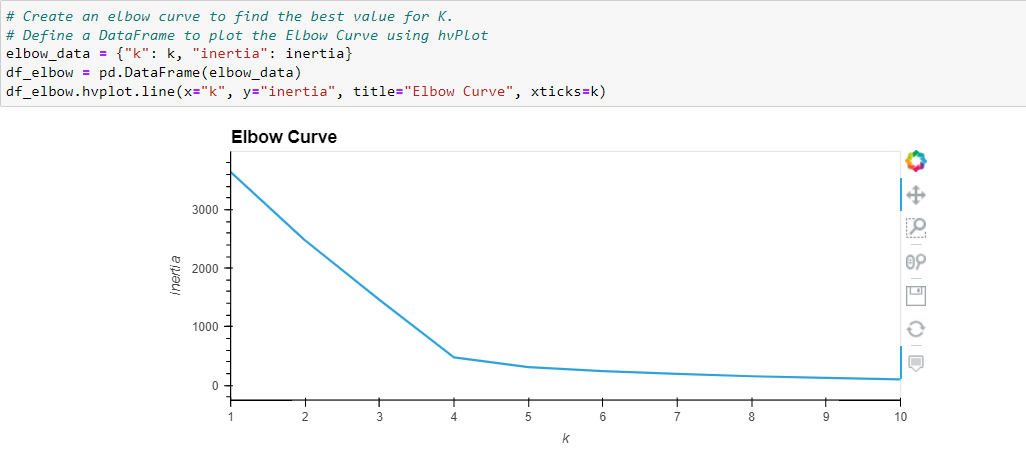 # Create an elbow curve to find the best value for K.
# Define a DataFrame to plot the Elbow Curve using hvPlot
elbow_data = {"k": k, "inertia": inertia}
df_elbow = pd.DataFrame(elbow_data)
df_elbow.hvplot.line(x="k", y="inertia", title="Elbow Curve", xticks=k)
Elbow Curve
3000
2000
1000
0
inertia
1 2 3 4 5 6 7 8 9 10
k